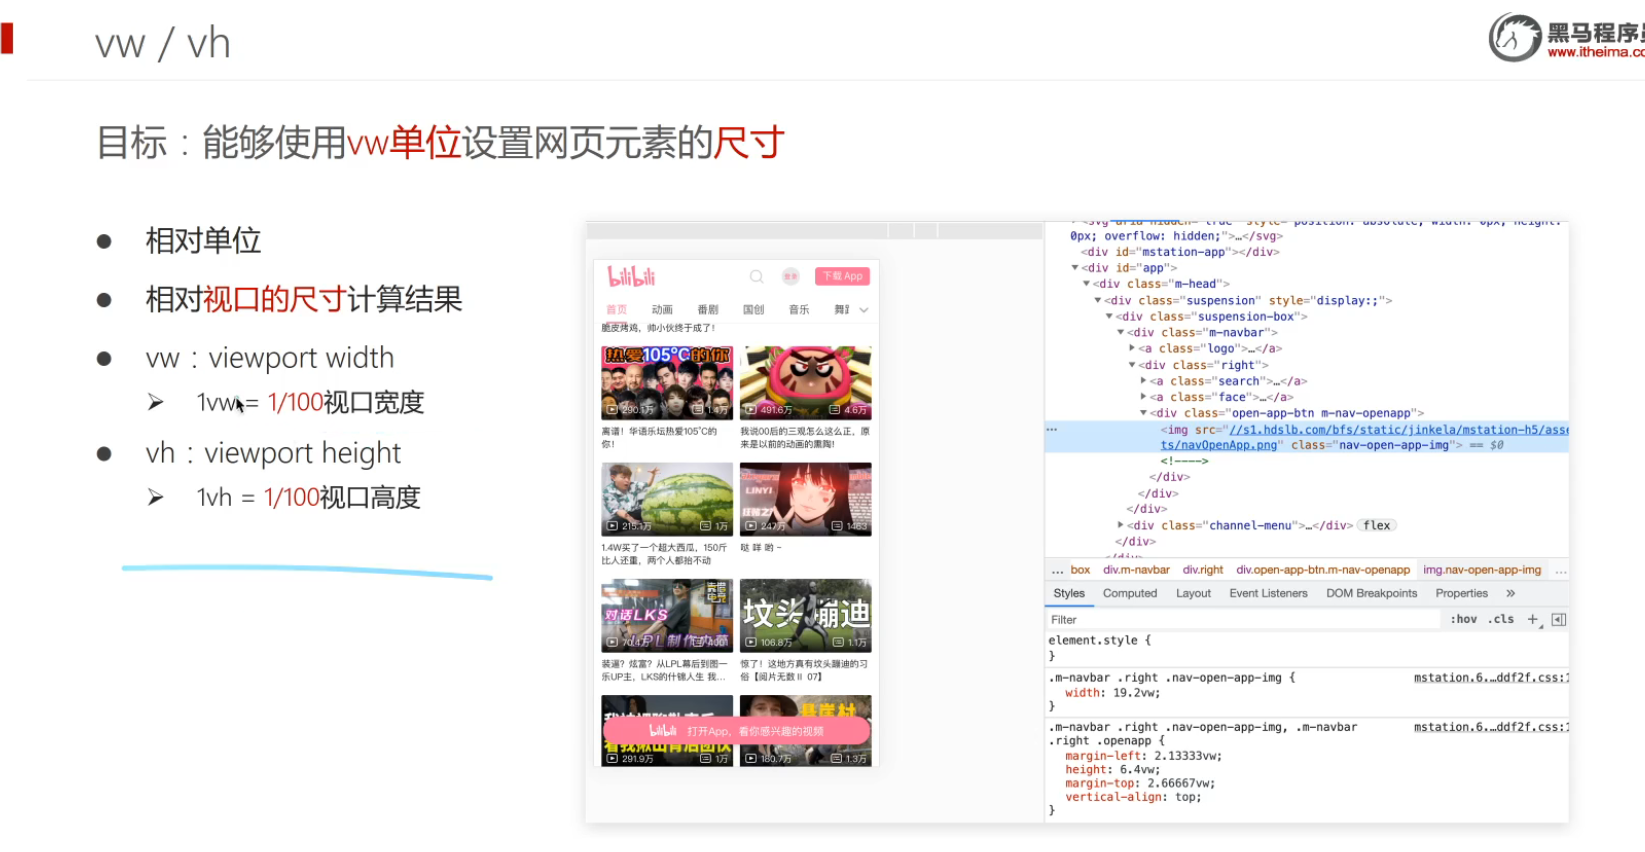 vw / vh
黑马程序员
www.itheima.co
目标：能够使用vw单位设置网页元素的尺寸
相对单位
相对视口的尺寸计算结果
vw：viewport width
1vw = 1/100视口宽度
vh：viewport height
1vh = 1/100视口高度
bilibili
下载 App
首页 动画 番剧 国创 音乐
脆皮烤鸡，帅小伙终于成了！
热爱105°C的你
290.1万 1.4万
491.6万 4.6万
离谱！华语乐坛热爱105°C的
你！
我说00后的三观怎么这么正，原
来是以前的动画的熏陶！
215.1万 1万
247万 1463
1.4W买了一个超大西瓜，150斤
比人还重，两个人都抬不动
哒 咩 哟 ~
对话LKS
坟头 蹦迪
106.8万 1.1万
装逼？炫富？从LPL幕后到图一
乐UP主，LKS的什锦人生 我...
惊了！这地方真有坟头蹦迪的习
俗【阅片无数Ⅱ 07】
悬崖村
bilibili 打开App，看你感兴趣的视频
291.9万 1万
180.7万 1.3万
0px; overflow: hidden;">…</svg>
<div id="mstation-app"></div>
<div id="app">
<div class="m-head">
<div class="suspension" style="display:;">
<div class="suspension-box">
<div class="m-navbar">
<a class="logo">…</a>
<div class="right">
<a class="search">…</a>
<a class="face">…</a>
<div class="open-app-btn m-nav-openapp">
<img src="//s1.hdslb.com/bfs/static/jinkela/mstation-h5/asse
ts/navOpenApp.png" class="nav-open-app-img"> == $0
<!---->
</div>
</div>
</div>
<div class="channel-menu">…</div> flex
</div>
… box div.m-navbar div.right div.open-app-btn.m-nav-openapp img.nav-open-app-img …
Styles Computed Layout Event Listeners DOM Breakpoints Properties »
Filter :hov .cls +
element.style {
}
.m-navbar .right .nav-open-app-img { mstation.6.…ddf2f.css:1
width: 19.2vw;
}
.m-navbar .right .nav-open-app-img, .m-navbar mstation.6.…ddf2f.css:1
.right .openapp {
margin-left: 2.13333vw;
height: 6.4vw;
margin-top: 2.66667vw;
vertical-align: top;
}